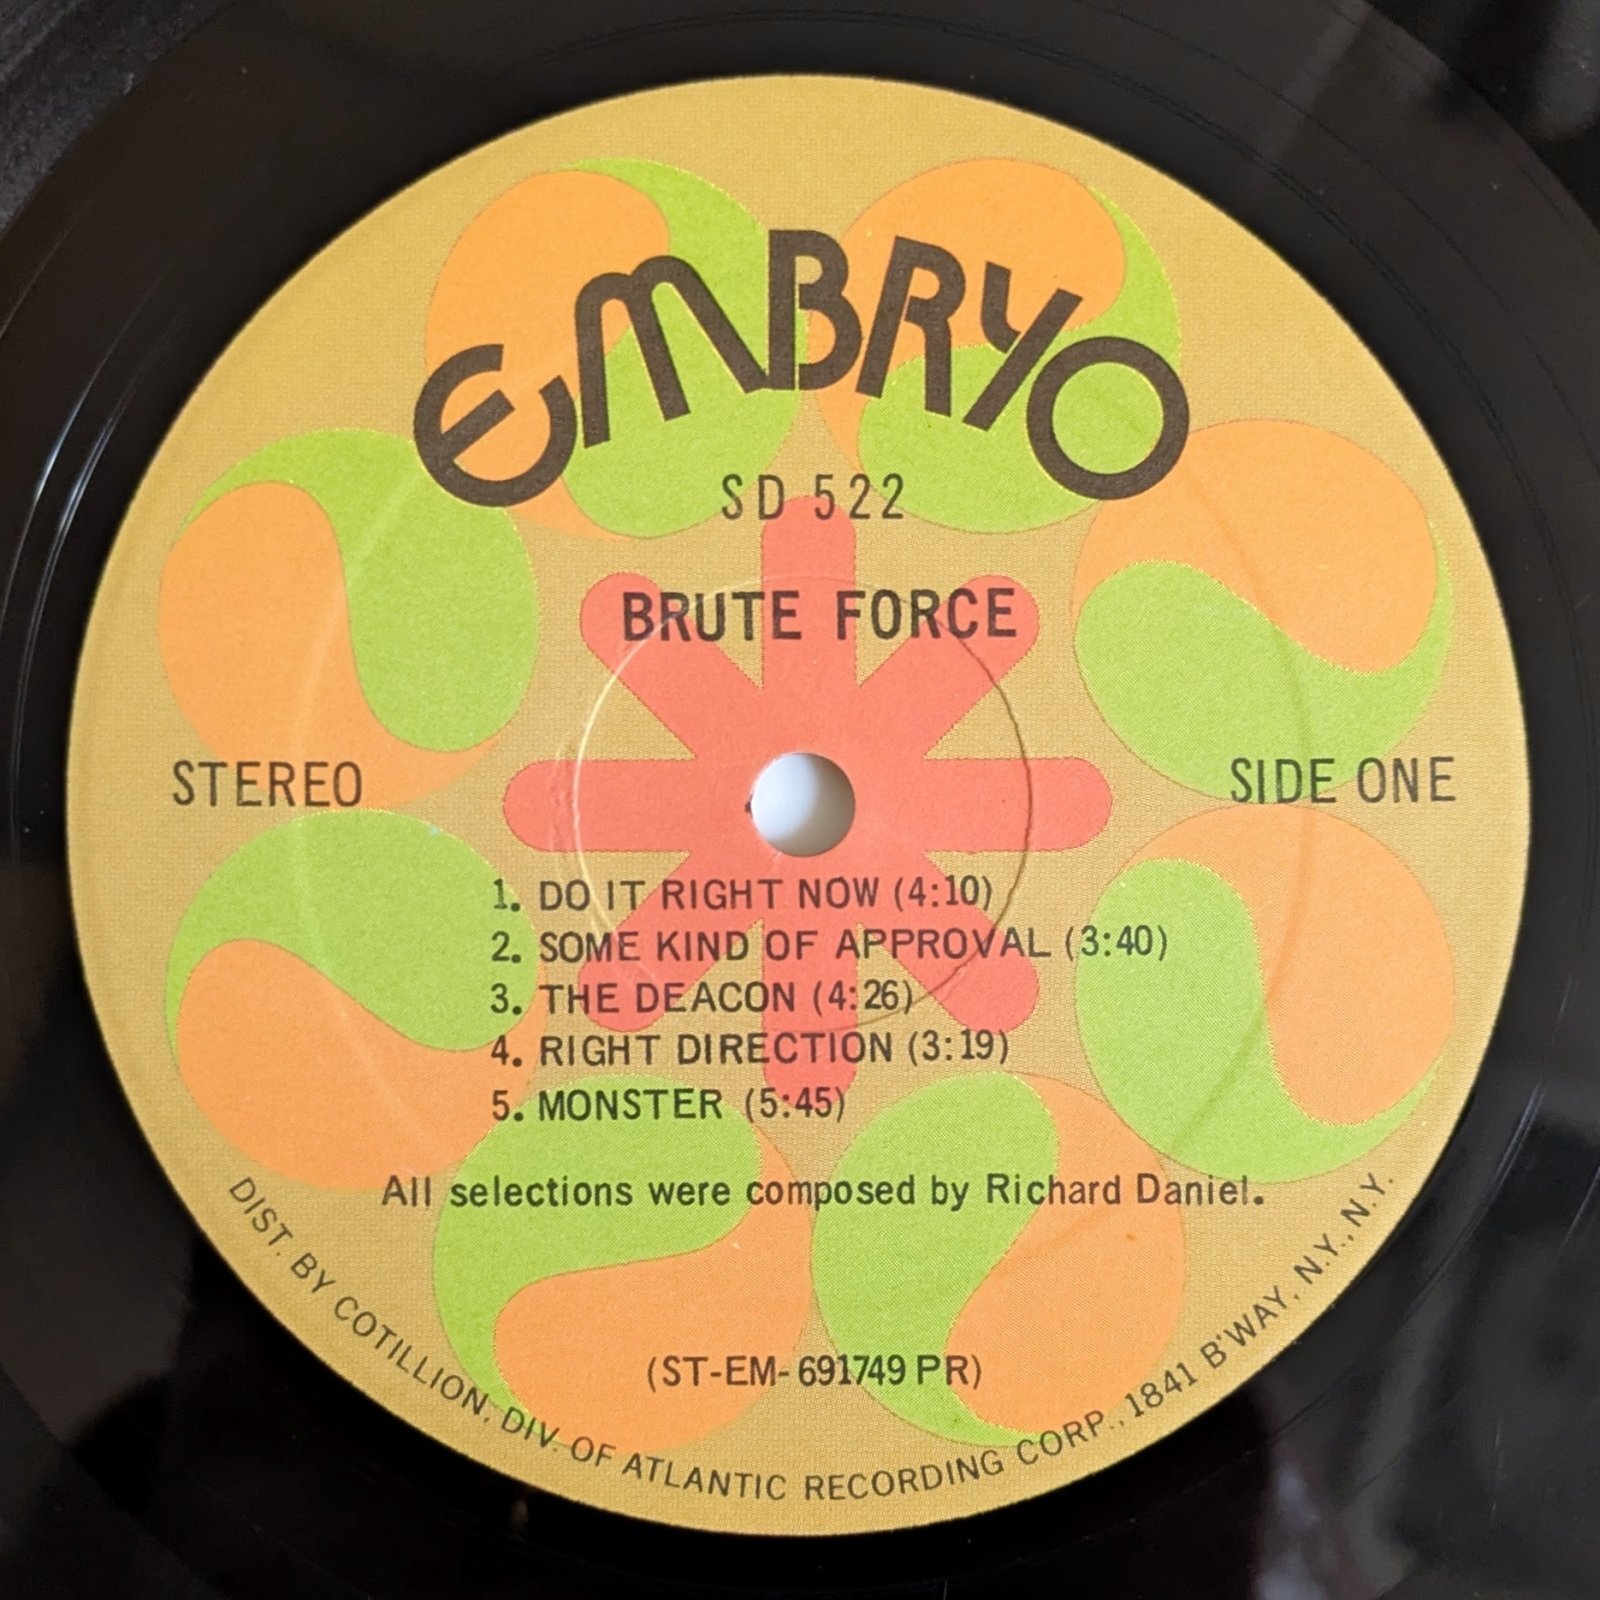 EMBRYO
SD 522
BRUTE FORCE
STEREO
SIDE ONE
1. DO IT RIGHT NOW (4:10)
2. SOME KIND OF APPROVAL (3:40)
3. THE DEACON (4:26)
4. RIGHT DIRECTION (3:19)
5. MONSTER (5:45)
All selections were composed by Richard Daniel.
(ST-EM-691749 PR)
DIST. BY COTILLION, DIV. OF ATLANTIC RECORDING CORP., 1841 B'WAY, N.Y., N.Y.